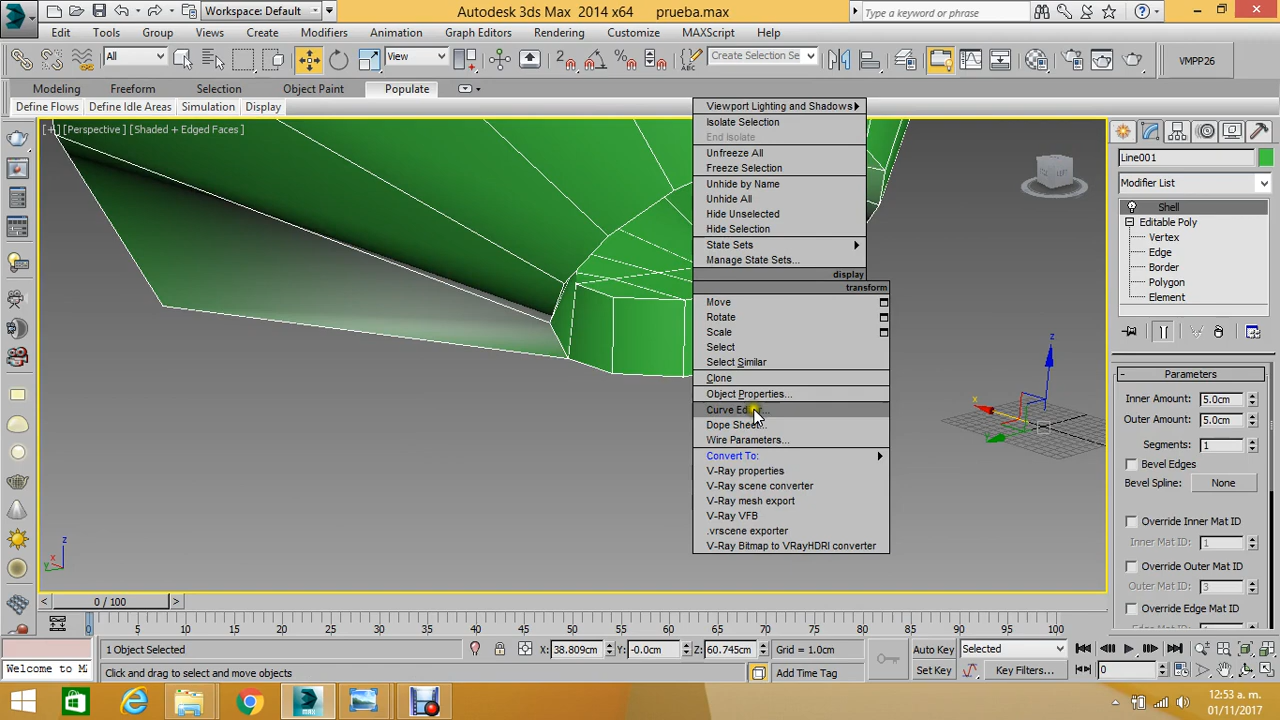 Workspace: Default
Autodesk 3ds Max 2014 x64 prueba.max
Type a keyword or phrase
Edit Tools Group Views Create Modifiers Animation Graph Editors Rendering Customize MAXScript Help
All
View
Create Selection Se
VMPP26
Modeling Freeform Selection Object Paint Populate
Define Flows Define Idle Areas Simulation Display
[+] [Perspective] [Shaded + Edged Faces]
Viewport Lighting and Shadows
Isolate Selection
End Isolate
Unfreeze All
Freeze Selection
Unhide by Name
Unhide All
Hide Unselected
Hide Selection
State Sets
Manage State Sets...
display
transform
Move
Rotate
Scale
Select
Select Similar
Clone
Object Properties...
Curve Editor...
Dope Sheet...
Wire Parameters...
Convert To:
V-Ray properties
V-Ray scene converter
V-Ray mesh export
V-Ray VFB
.vrscene exporter
V-Ray Bitmap to VRayHDRI converter
Line001
Modifier List
Shell
Editable Poly
Vertex
Edge
Border
Polygon
Element
Parameters
Inner Amount: 5.0cm
Outer Amount: 5.0cm
Segments: 1
Bevel Edges
Bevel Spline: None
Override Inner Mat ID
Inner Mat ID: 1
Override Outer Mat ID
Outer Mat ID: 3
Override Edge Mat ID
z
x
z
x
y
0 / 100
0 5 10 15 20 25 30 35 40 45 50 55 60 65 70 75 80 85 90 95 100
1 Object Selected
X: 38.809cm Y: -0.0cm Z: 60.745cm Grid = 1.0cm
Auto Key Selected
Welcome to M
Click and drag to select and move objects
Add Time Tag
Set Key Key Filters... 0
12:53 a. m.
01/11/2017